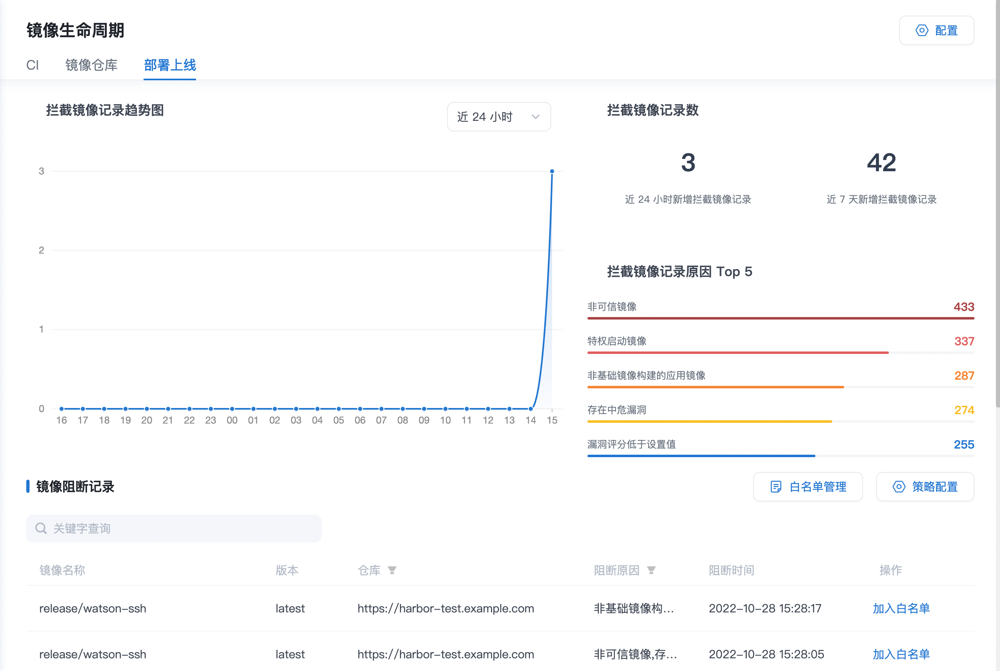 镜像生命周期
配置
CI 镜像仓库 部署上线
拦截镜像记录趋势图
近 24 小时
3
2
1
0
16 17 18 19 20 21 22 23 00 01 02 03 04 05 06 07 08 09 10 11 12 13 14 15
拦截镜像记录数
3 42
近 24 小时新增拦截镜像记录 近 7 天新增拦截镜像记录
拦截镜像记录原因 Top 5
非可信镜像 433
特权启动镜像 337
非基础镜像构建的应用镜像 287
存在中危漏洞 274
漏洞评分低于设置值 255
镜像阻断记录
白名单管理 策略配置
关键字查询
镜像名称 版本 仓库 阻断原因 阻断时间 操作
release/watson-ssh latest https://harbor-test.example.com 非基础镜像构... 2022-10-28 15:28:17 加入白名单
release/watson-ssh latest https://harbor-test.example.com 非可信镜像,存... 2022-10-28 15:28:05 加入白名单